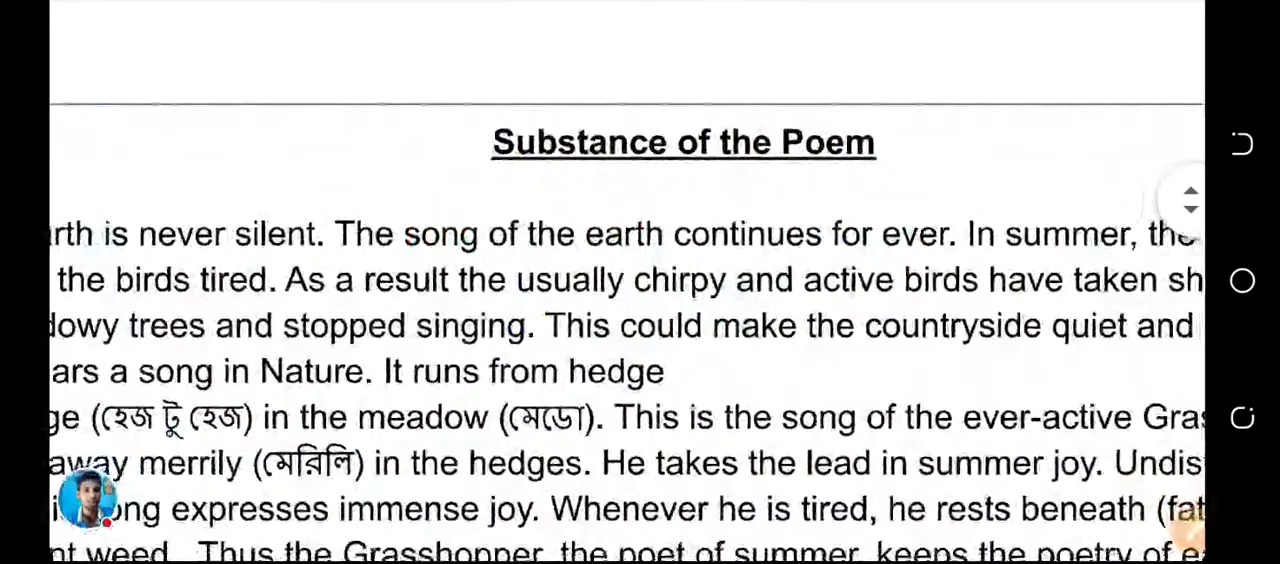 Substance of the Poem
rth is never silent. The song of the earth continues for ever. In summer, the
the birds tired. As a result the usually chirpy and active birds have taken sh
dowy trees and stopped singing. This could make the countryside quiet and
ars a song in Nature. It runs from hedge
ge (হেজ টু হেজ) in the meadow (মেডো). This is the song of the ever-active Gras
away merrily (মেরিলি) in the hedges. He takes the lead in summer joy. Undis
ong expresses immense joy. Whenever he is tired, he rests beneath (fat
nt weed. Thus the Grasshopper, the poet of summer, keeps the poetry of e